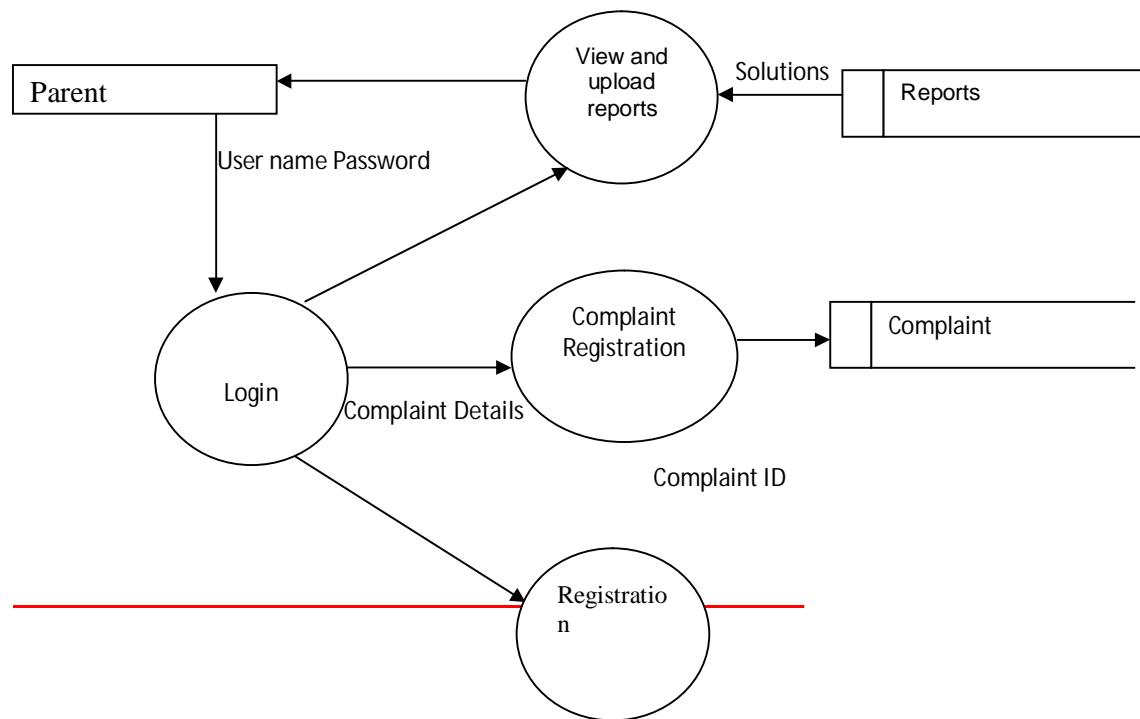 View and
upload
reports
Solutions
Reports
Parent
User name Password
Complaint
Registration
Complaint
Login
Complaint Details
Complaint ID
Registratio
n